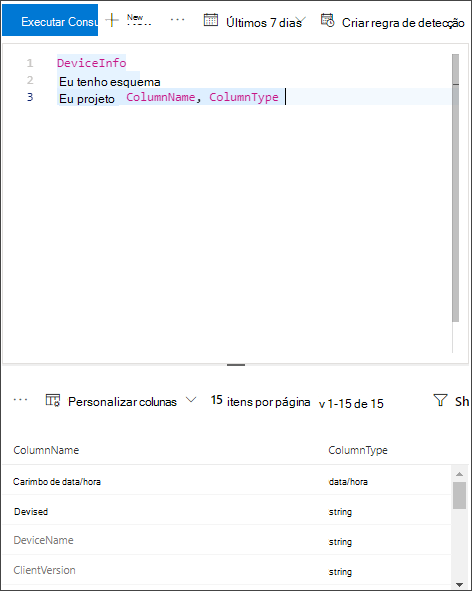 Executar Consu
New
Últimos 7 dias
Criar regra de detecção
1 DeviceInfo
2 Eu tenho esquema
3 Eu projeto ColumnName, ColumnType
Personalizar colunas
15 itens por página
v 1-15 de 15
Sh
ColumnName ColumnType
Carimbo de data/hora data/hora
Devised string
DeviceName string
ClientVersion string